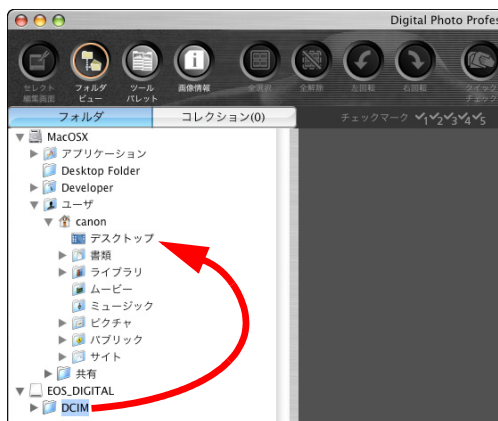 Digital Photo Profes
セレクト編集画面
フォルダビュー
ツールパレット
画像情報
全選択
全解除
左回転
右回転
クイックチェック
フォルダ
コレクション(0)
チェックマーク 1 2 3 4 5
MacOSX
アプリケーション
Desktop Folder
Developer
ユーザ
canon
デスクトップ
書類
ライブラリ
ムービー
ミュージック
ピクチャ
パブリック
サイト
共有
EOS_DIGITAL
DCIM